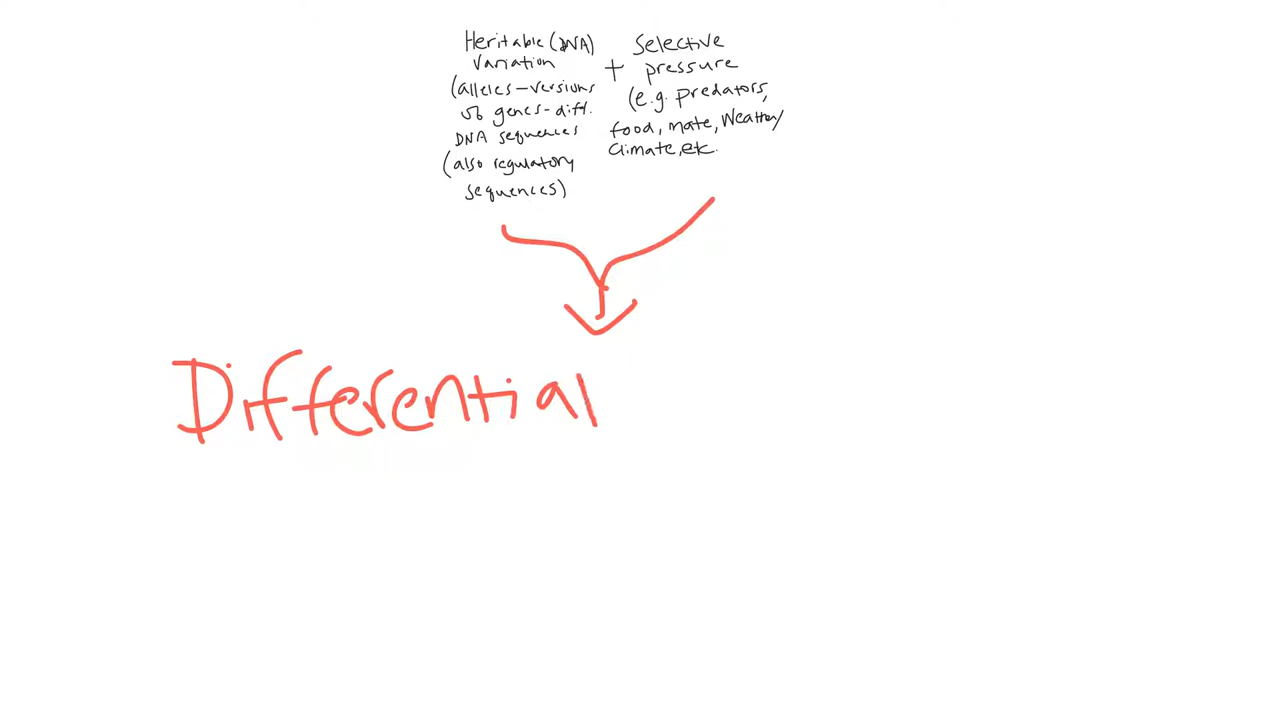 Heritable (DNA)
variation
(alleles-versions
of genes-diff.
DNA sequences
(also regulatory
sequences)
+
Selective
pressure
(e.g. predators,
food, mate, Weather/
Climate, etc.
Differential